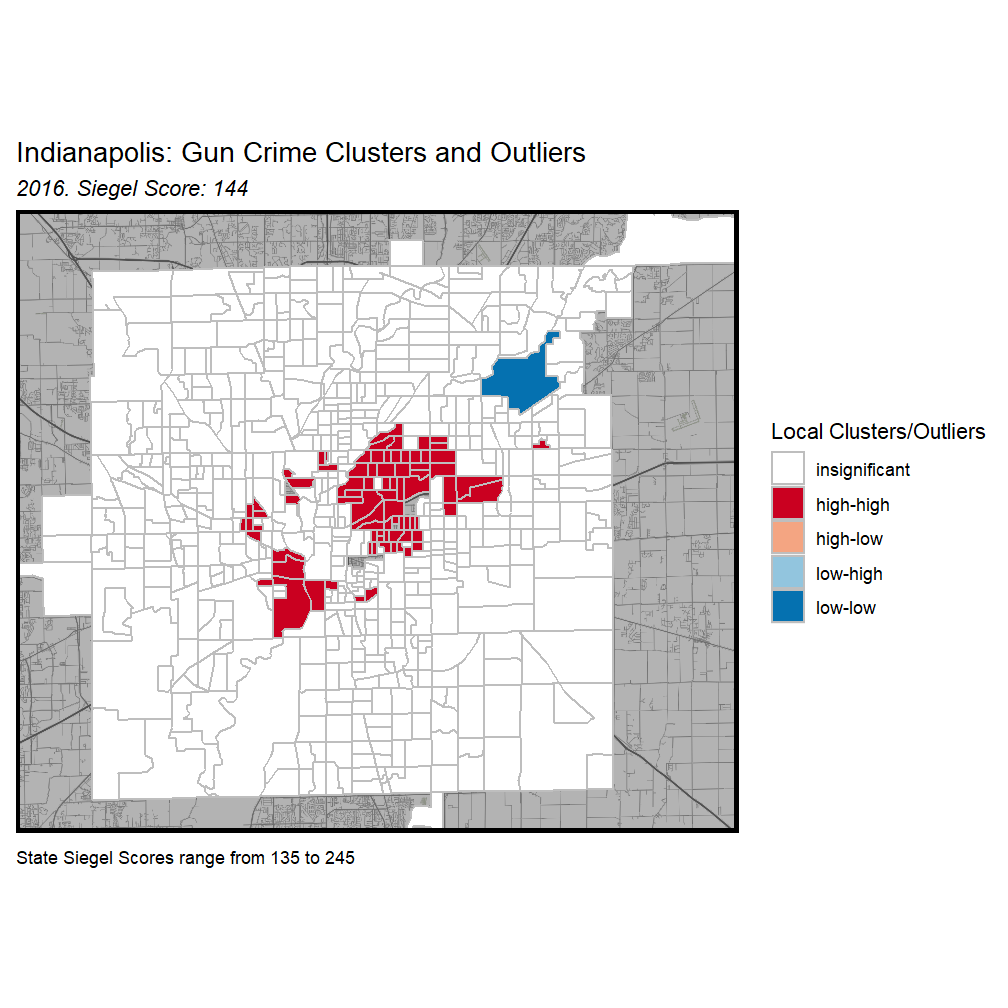 Indianapolis: Gun Crime Clusters and Outliers
2016. Siegel Score: 144
Local Clusters/Outliers
insignificant
high-high
high-low
low-high
low-low
State Siegel Scores range from 135 to 245